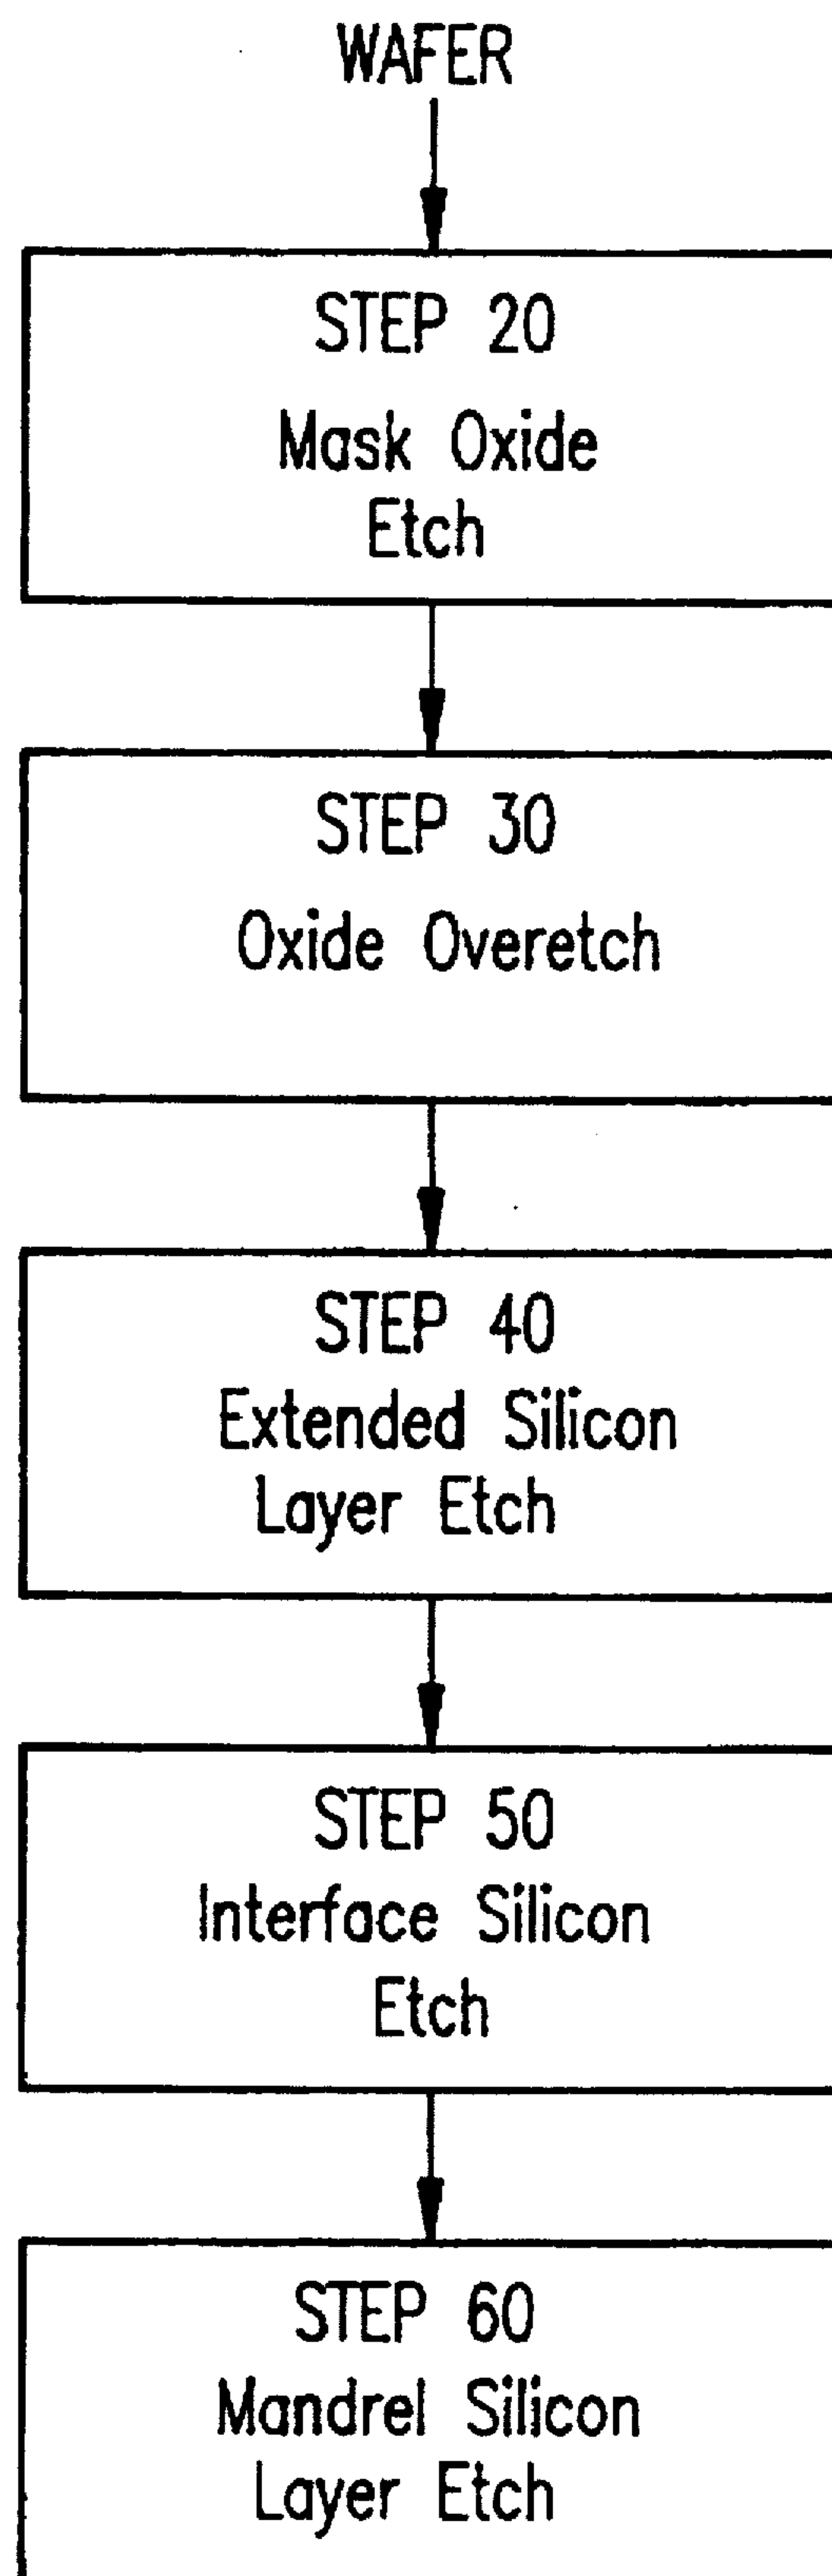 WAFER
STEP 20
Mask Oxide
Etch
STEP 30
Oxide Overetch
STEP 40
Extended Silicon
Layer Etch
STEP 50
Interface Silicon
Etch
STEP 60
Mandrel Silicon
Layer Etch